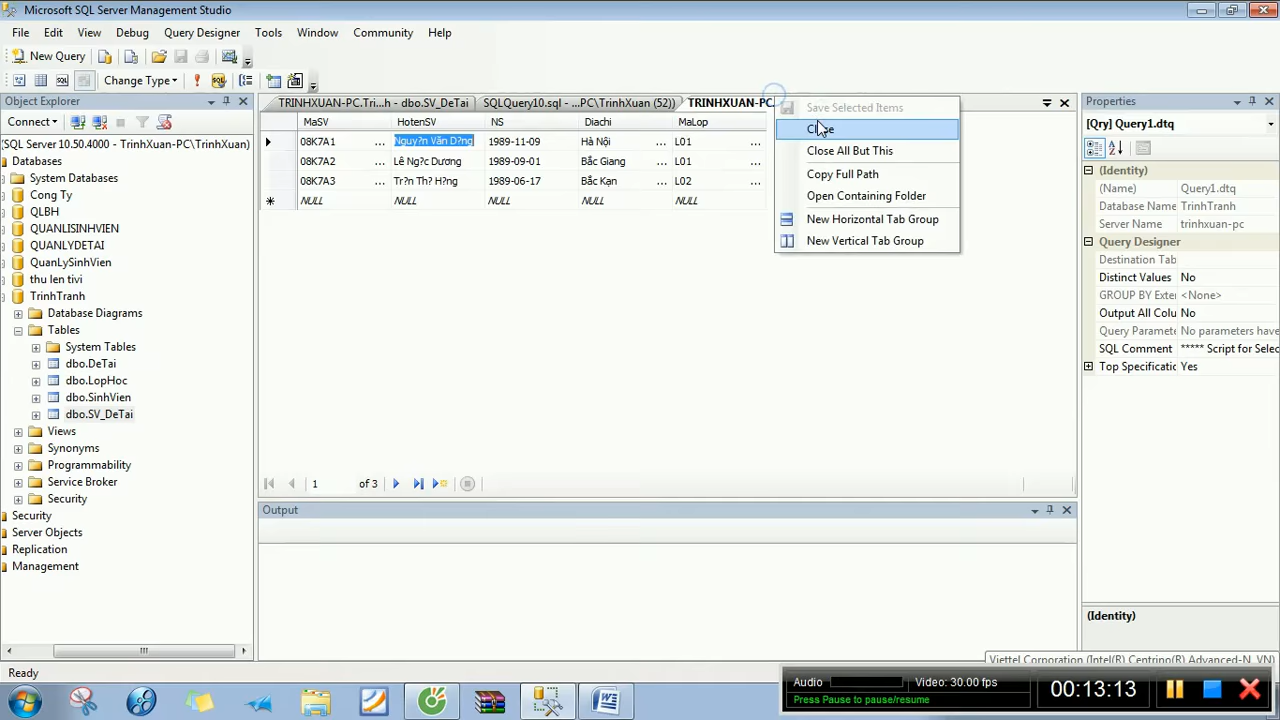 Microsoft SQL Server Management Studio
File Edit View Debug Query Designer Tools Window Community Help
New Query
Change Type
Object Explorer
Connect
(SQL Server 10.50.4000 - TrinhXuan-PC\TrinhXuan)
Databases
System Databases
Cong Ty
QLBH
QUANLISINHVIEN
QUANLYDETAI
QuanLySinhVien
thu len tivi
TrinhTranh
Database Diagrams
Tables
System Tables
dbo.DeTai
dbo.LopHoc
dbo.SinhVien
dbo.SV_DeTai
Views
Synonyms
Programmability
Service Broker
Security
Security
Server Objects
Replication
Management
TRINHXUAN-PC.Tri...h - dbo.SV_DeTai SQLQuery10.sql - ...PC\TrinhXuan (52)) TRINHXUAN-PC.
MaSV HotenSV NS Diachi MaLop
08K7A1 ... Nguy?n Văn D?ng 1989-11-09 Hà Nội ... L01 ...
08K7A2 ... Lê Ng?c Dương 1989-09-01 Bắc Giang ... L01 ...
08K7A3 ... Tr?n Th? H?ng 1989-06-17 Bắc Kạn ... L02 ...
NULL NULL NULL NULL NULL
Save Selected Items
Close
Close All But This
Copy Full Path
Open Containing Folder
New Horizontal Tab Group
New Vertical Tab Group
1 of 3
Output
Properties
[Qry] Query1.dtq
(Identity)
(Name) Query1.dtq
Database Name TrinhTranh
Server Name trinhxuan-pc
Query Designer
Destination Tab
Distinct Values No
GROUP BY Exter <None>
Output All Colu No
Query Paramete No parameters have
SQL Comment ***** Script for Selec
Top Specificatio Yes
(Identity)
Ready
Viettel Corporation (Intel(R) Centrino(R) Advanced-N, VN)
Audio Video: 30.00 fps
Press Pause to pause/resume
00:13:13